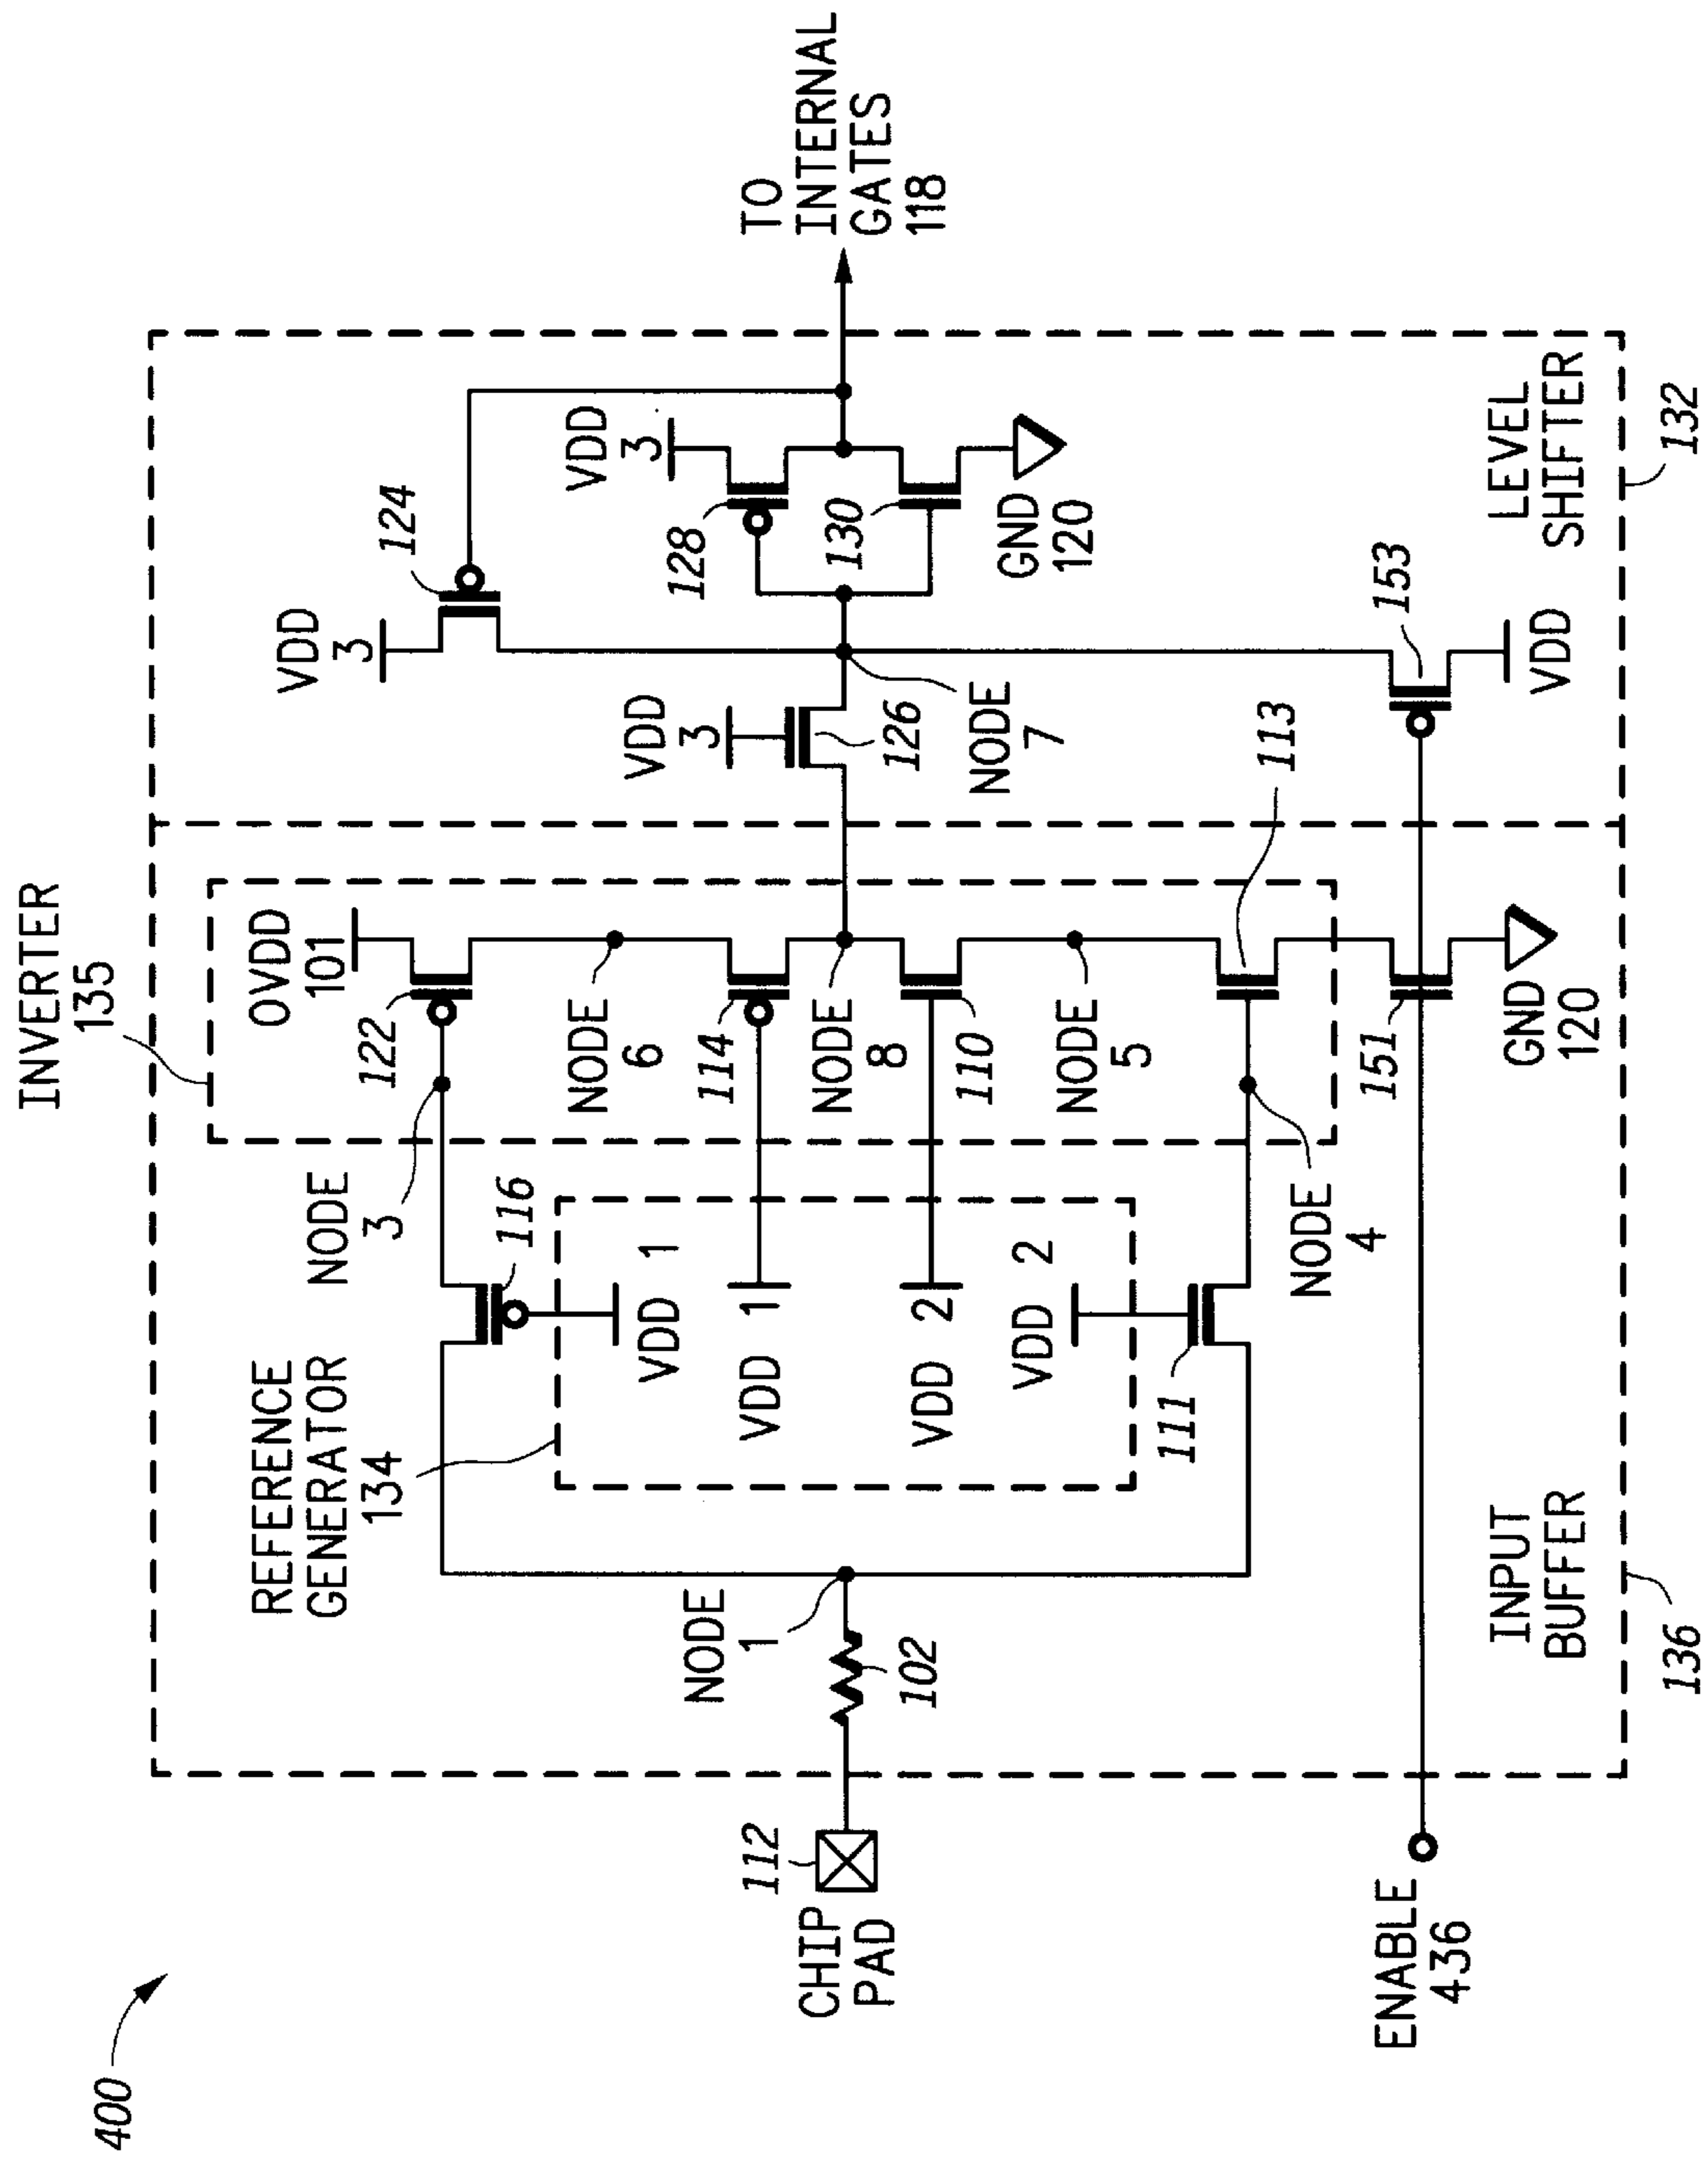 400
INVERTER
135
REFERENCE
GENERATOR
134
OVDD
101
122
NODE
3
116
VDD 1
VDD 1
VDD 2
VDD 2
111
NODE
6
114
NODE
8
110
NODE
5
113
NODE
4
151
GND
120
CHIP
PAD
112
102
NODE
1
ENABLE
436
INPUT
BUFFER
136
VDD
3
124
VDD
3
126
NODE
7
VDD
3
128
130
GND
120
153
VDD
LEVEL
SHIFTER
132
TO
INTERNAL
GATES
118